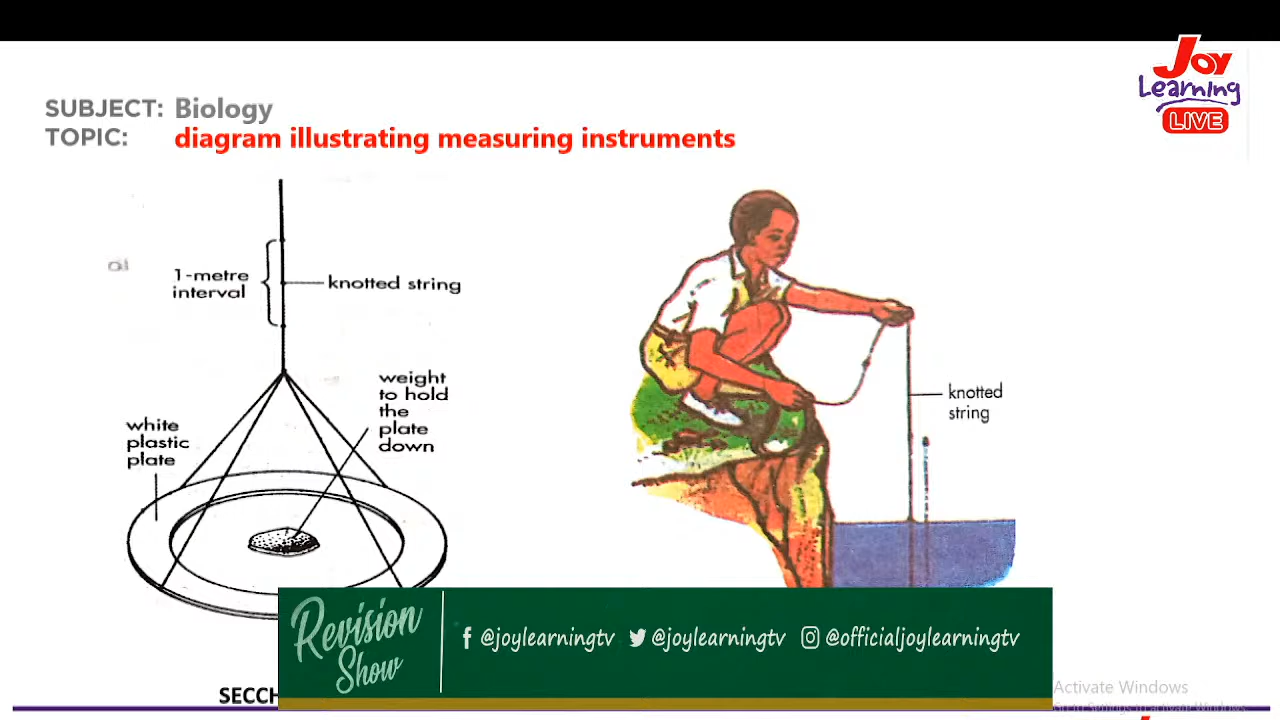 Joy
Learning
LIVE
SUBJECT: Biology
TOPIC: diagram illustrating measuring instruments
1-metre
interval
knotted string
weight
to hold
the
plate
down
white
plastic
plate
knotted
string
Revision
Show
@joylearningtv @joylearningtv @officialjoylearningtv
SECCH
Activate Windows